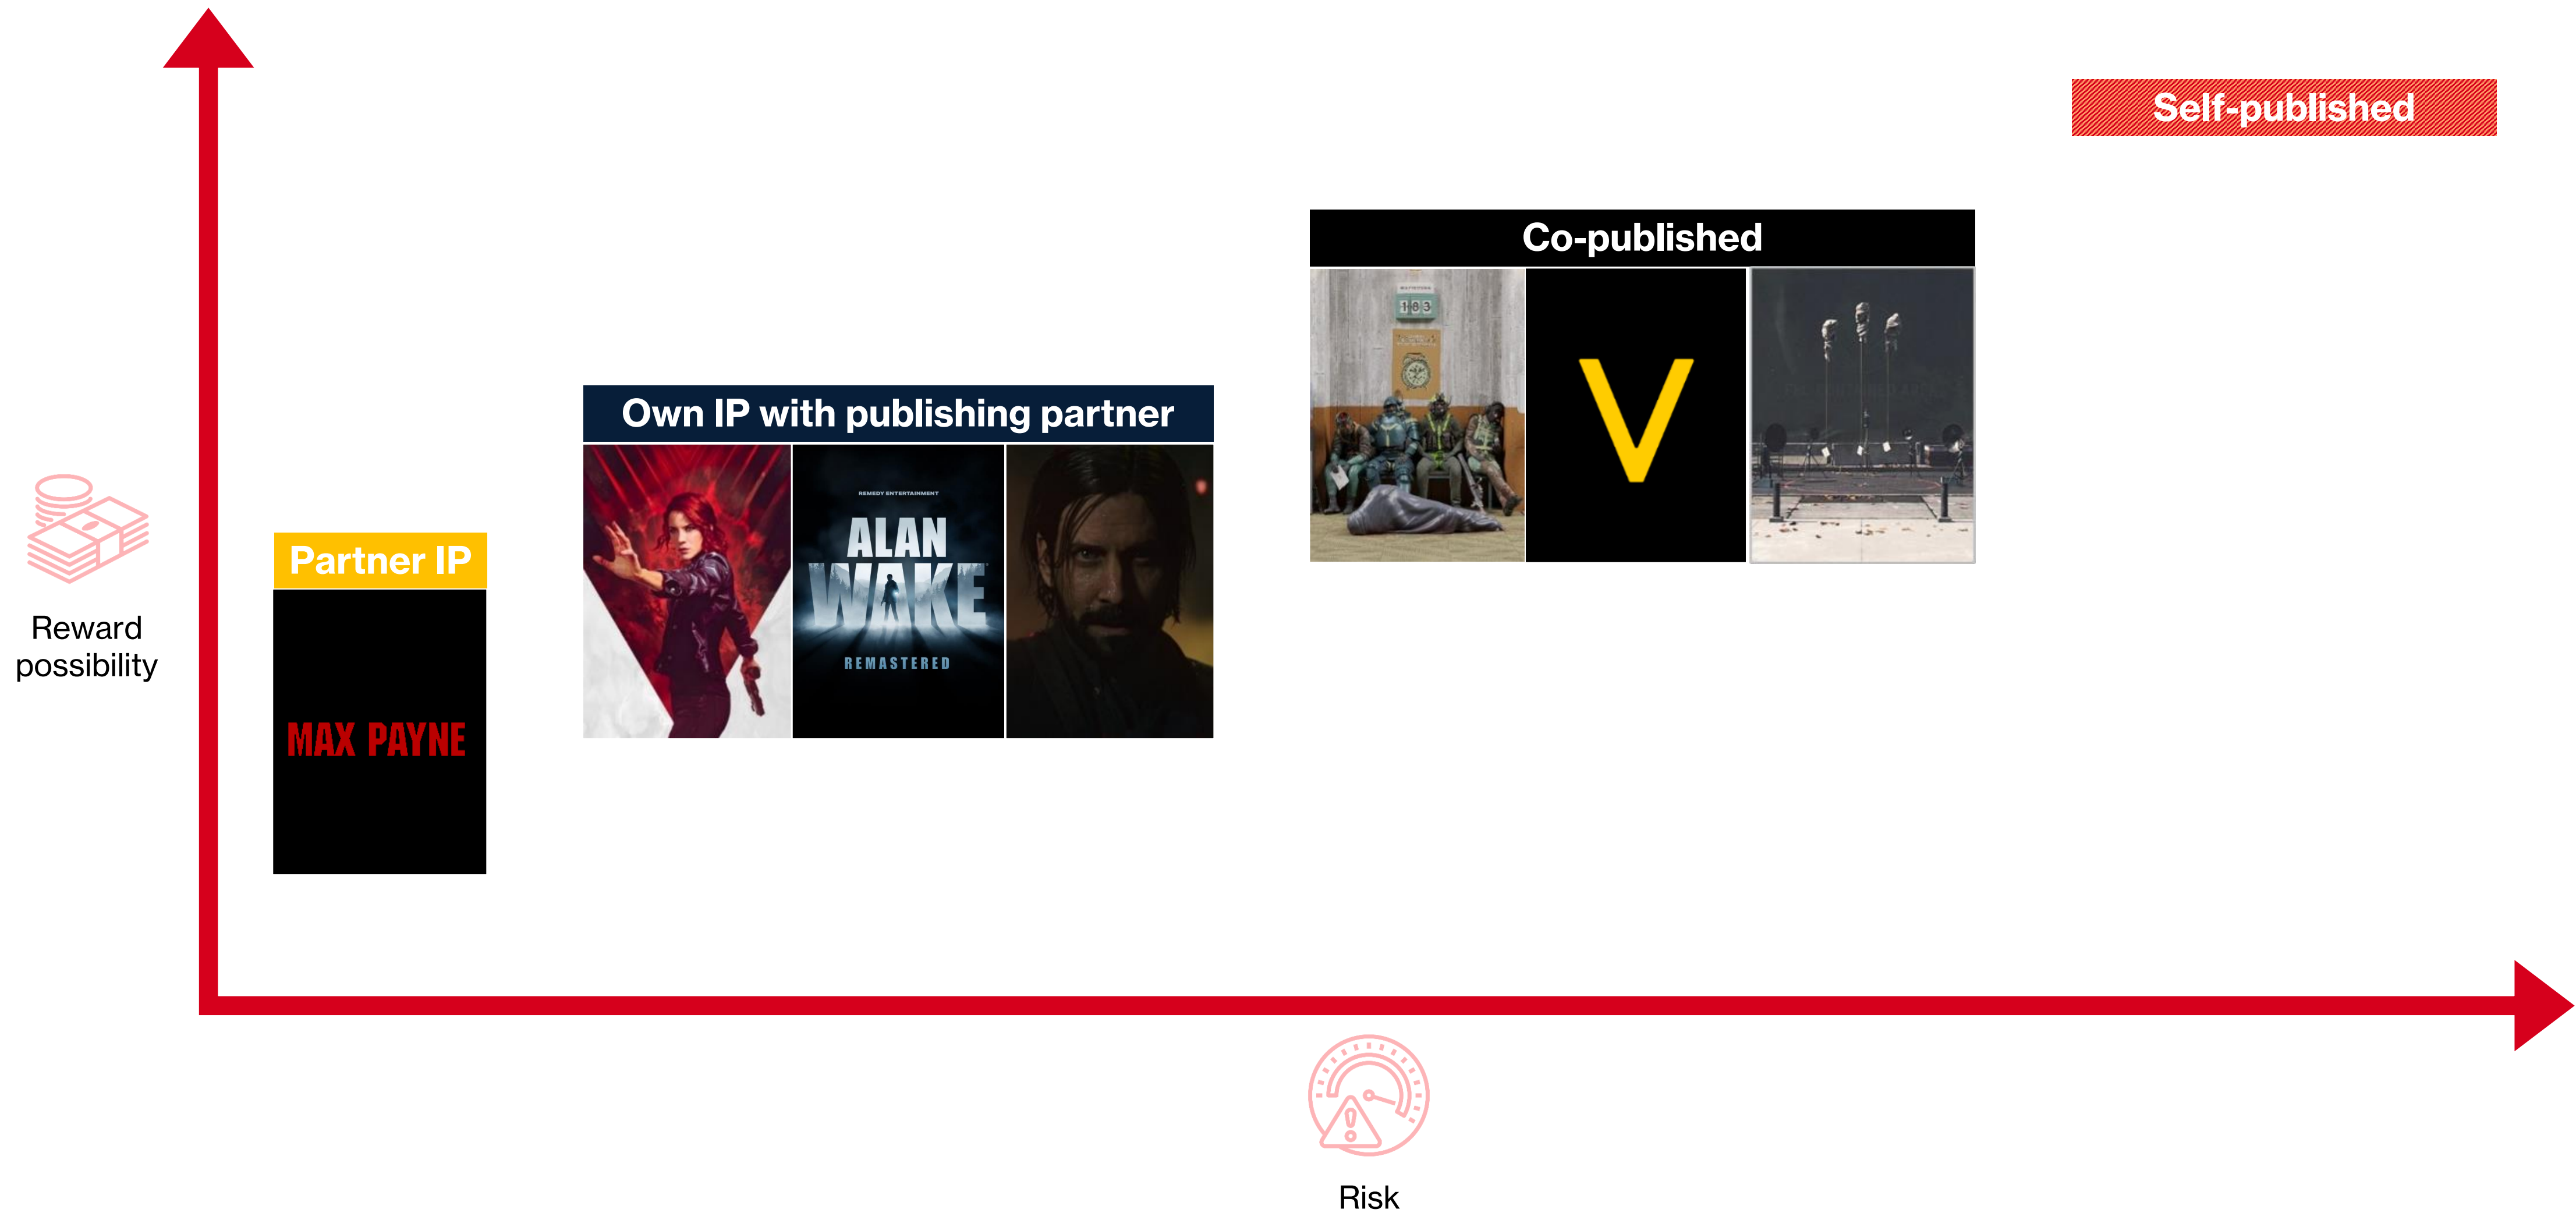 Self-published
Co-published
183
V
Own IP with publishing partner
REMEDY ENTERTAINMENT
ALAN
WAKE
REMASTERED
Partner IP
MAX PAYNE
Reward
possibility
Risk